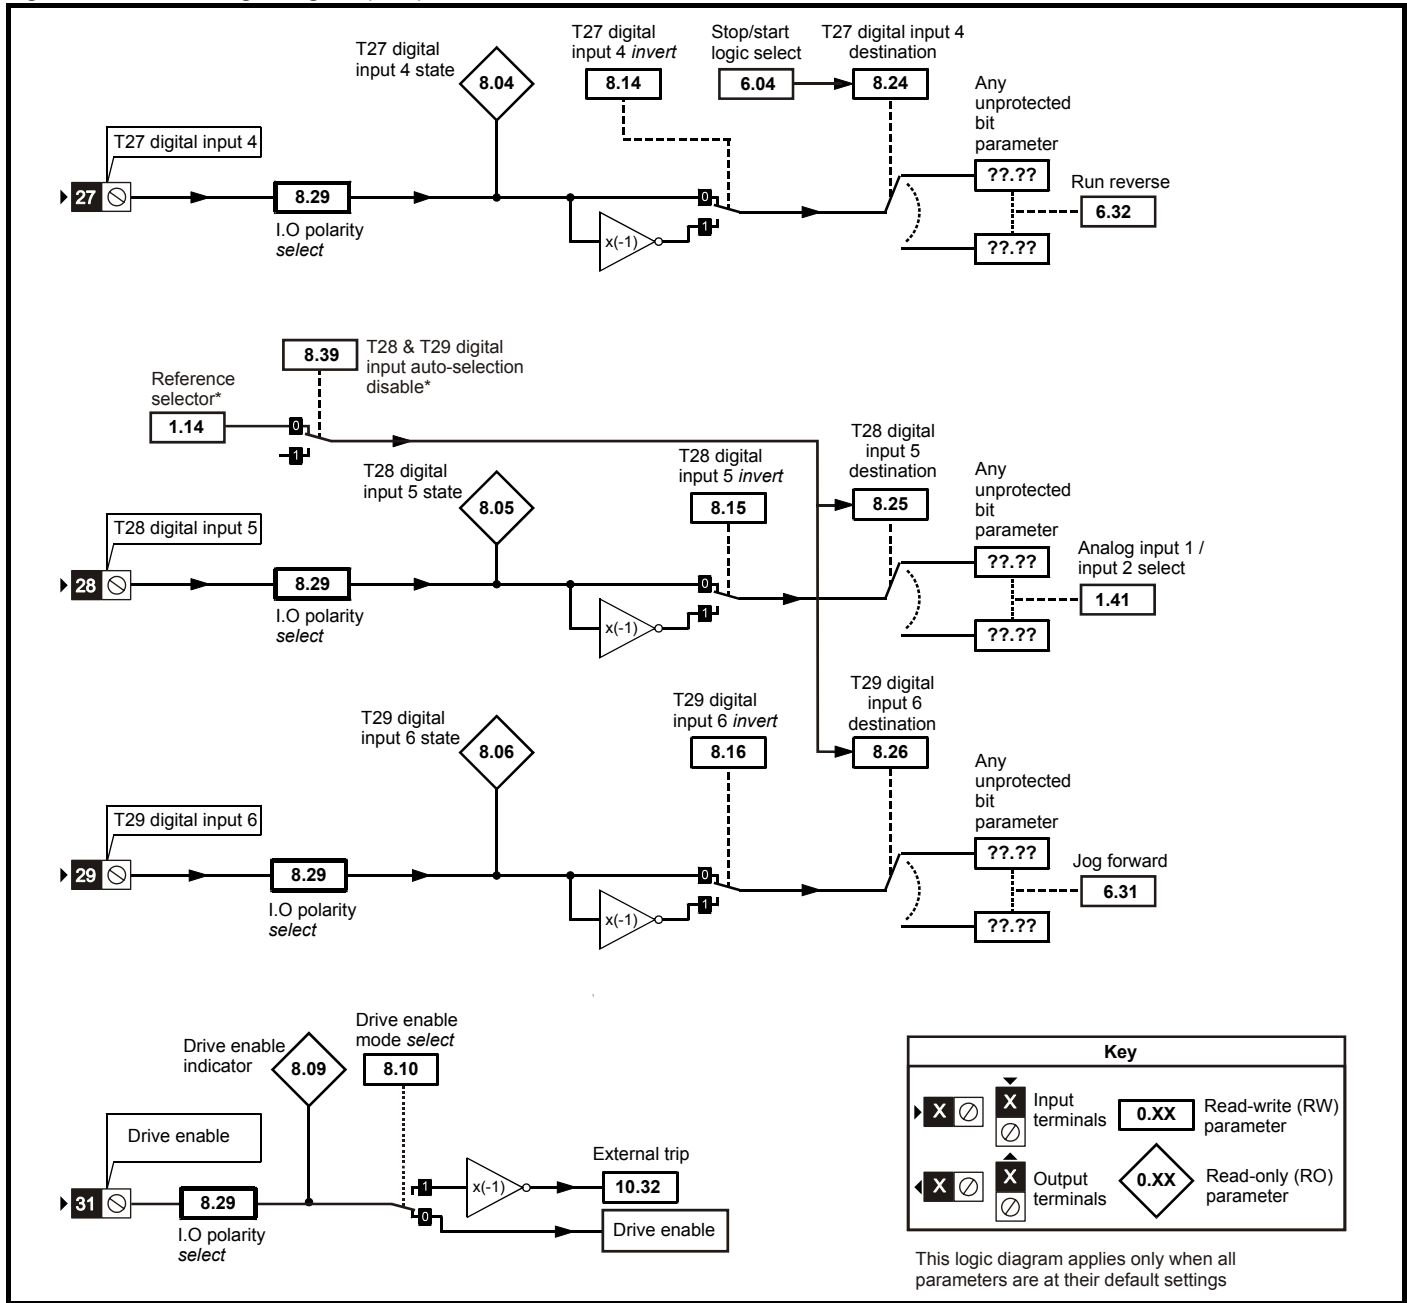 T27 digital
input 4 state
8.04
T27 digital
input 4 invert
8.14
Stop/start
logic select
6.04
T27 digital input 4
destination
8.24
Any
unprotected
bit
parameter
T27 digital input 4
27
8.29
I.O polarity
select
x(-1)
0
1
??.??
??.??
Run reverse
6.32
8.39
T28 & T29 digital
input auto-selection
disable*
Reference
selector*
1.14
0
1
T28 digital
input 5 state
8.05
T28 digital
input 5 invert
8.15
T28 digital
input 5
destination
8.25
Any
unprotected
bit
parameter
T28 digital input 5
28
8.29
I.O polarity
select
x(-1)
0
1
??.??
??.??
Analog input 1 /
input 2 select
1.41
T29 digital
input 6 state
8.06
T29 digital
input 6 invert
8.16
T29 digital
input 6
destination
8.26
Any
unprotected
bit
parameter
T29 digital input 6
29
8.29
I.O polarity
select
x(-1)
0
1
??.??
??.??
Jog forward
6.31
Drive enable
indicator
8.09
Drive enable
mode select
8.10
Drive enable
31
8.29
I.O polarity
select
1
0
x(-1)
External trip
10.32
Drive enable
Key
X
X
Input
terminals
0.XX
Read-write (RW)
parameter
X
X
Output
terminals
0.XX
Read-only (RO)
parameter
This logic diagram applies only when all
parameters are at their default settings